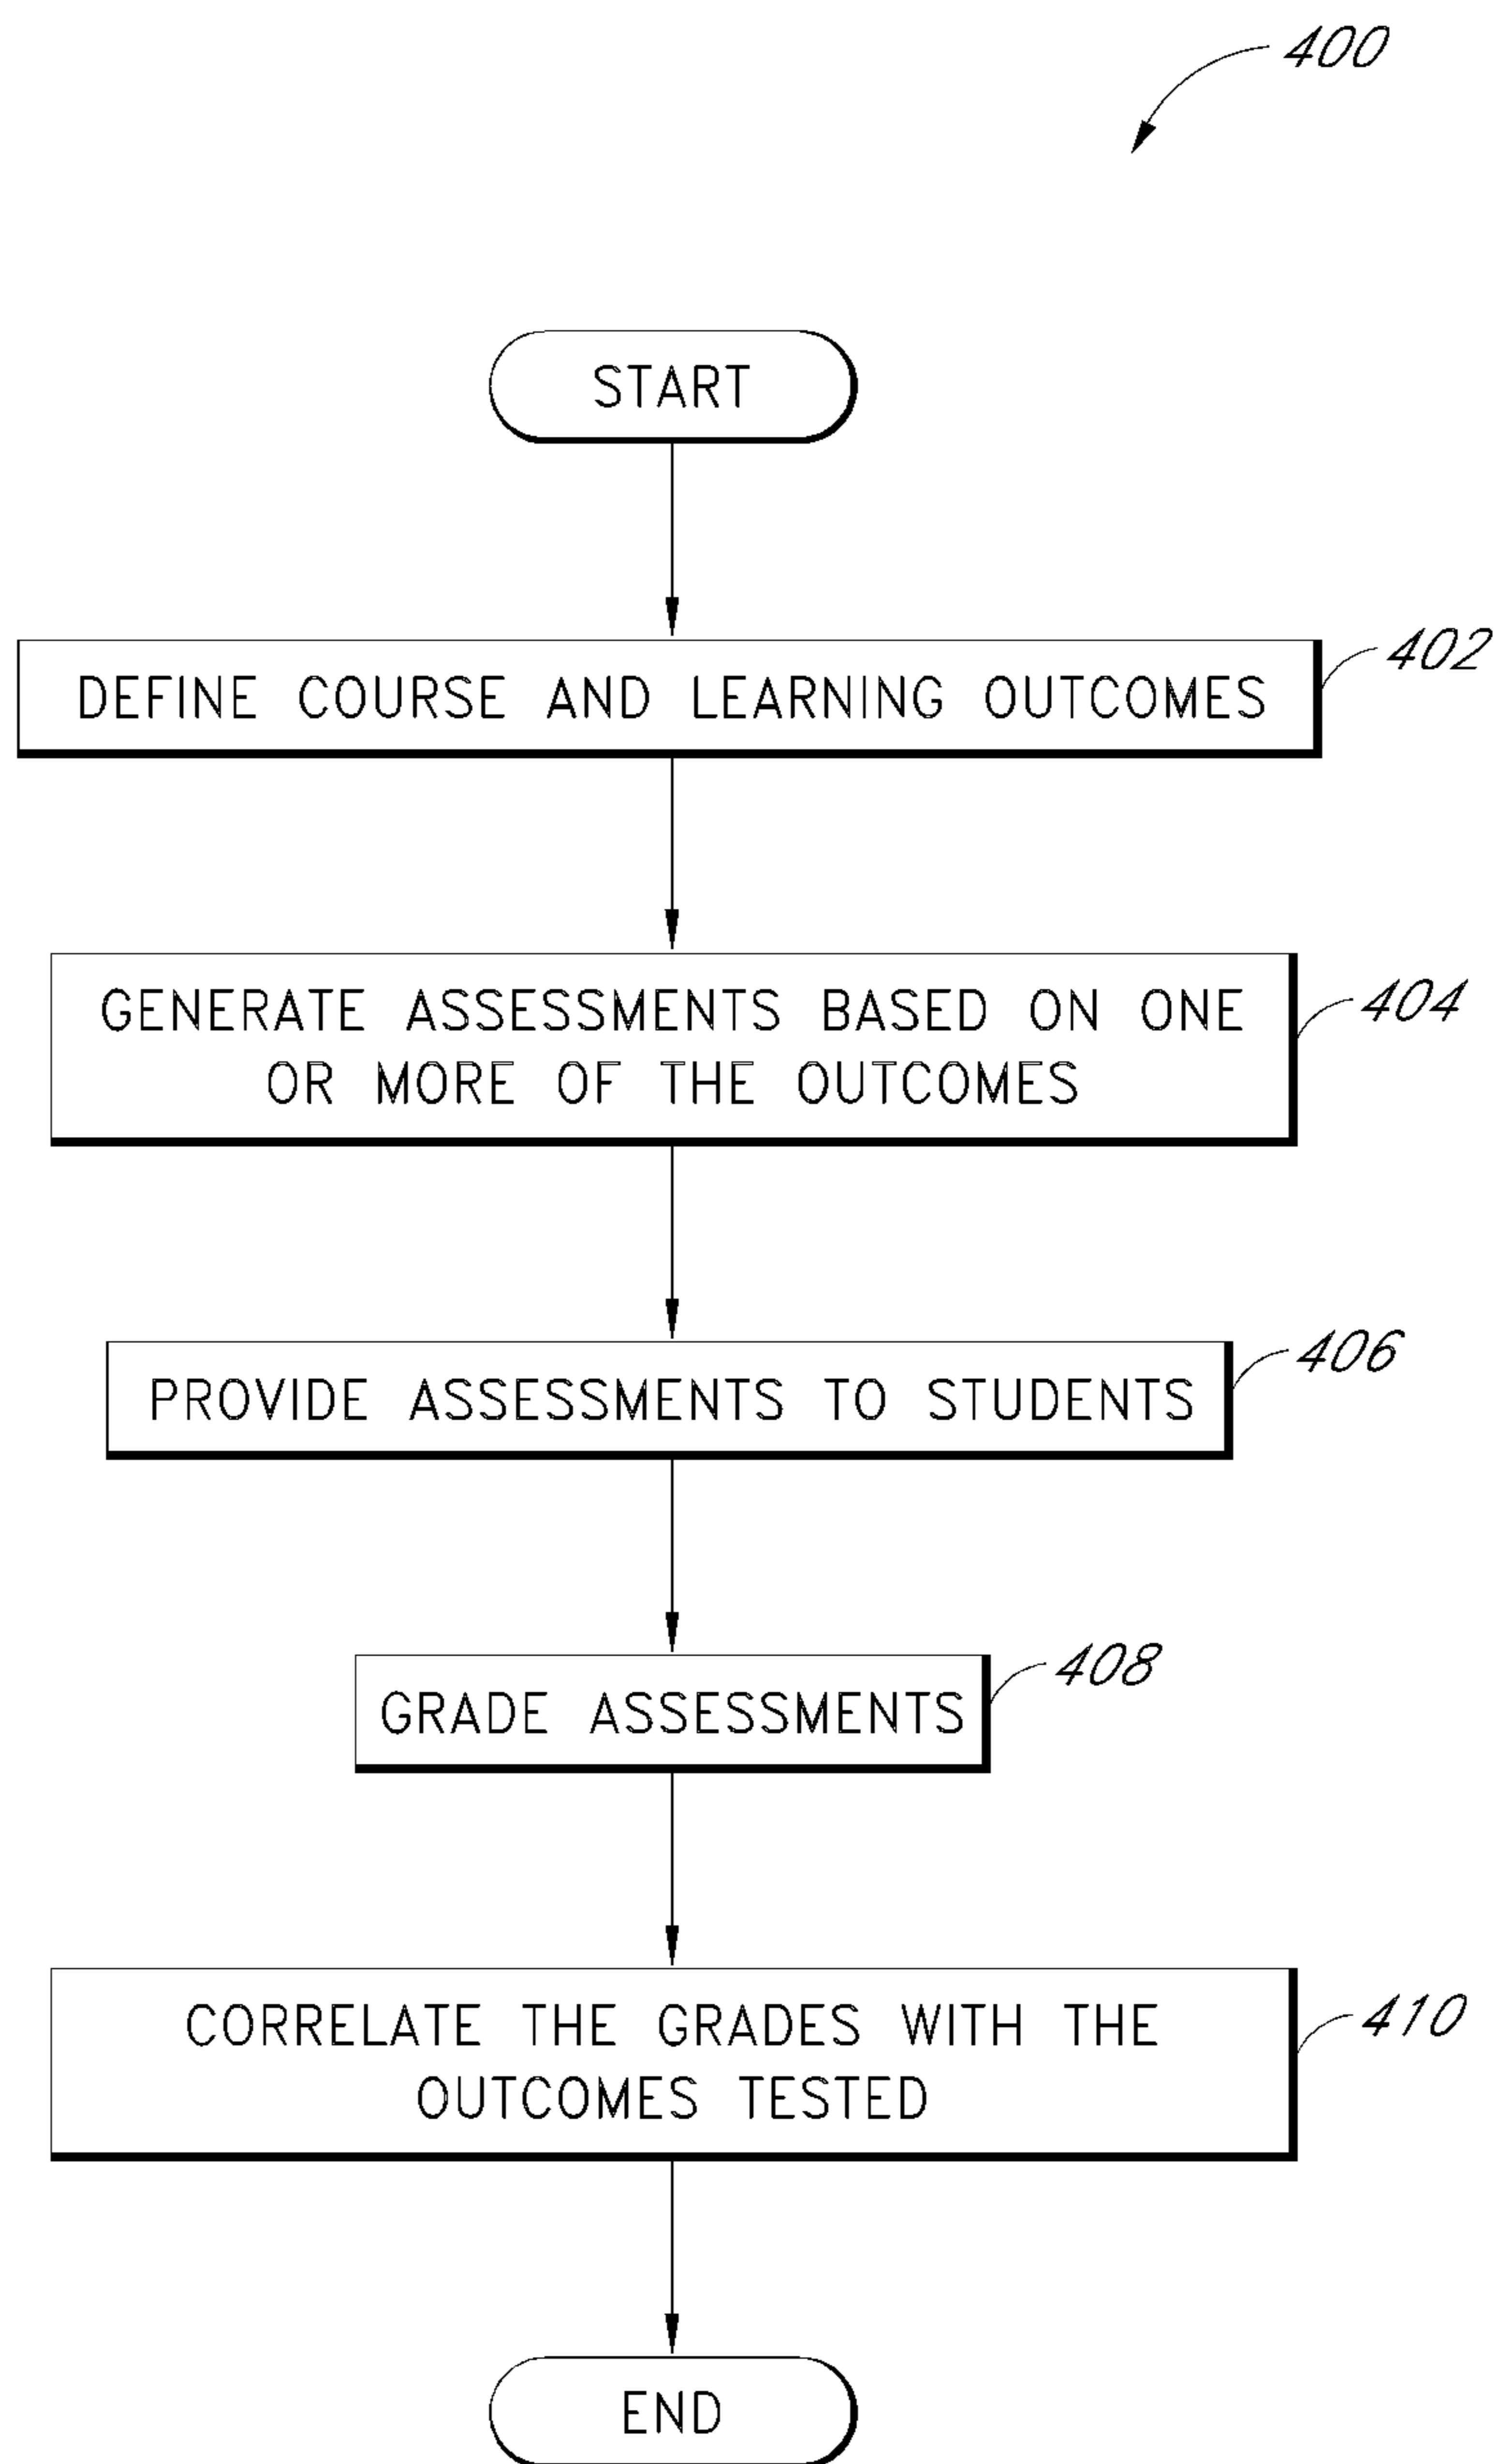 400
START
DEFINE COURSE AND LEARNING OUTCOMES
402
GENERATE ASSESSMENTS BASED ON ONE
OR MORE OF THE OUTCOMES
404
PROVIDE ASSESSMENTS TO STUDENTS
406
GRADE ASSESSMENTS
408
CORRELATE THE GRADES WITH THE
OUTCOMES TESTED
410
END